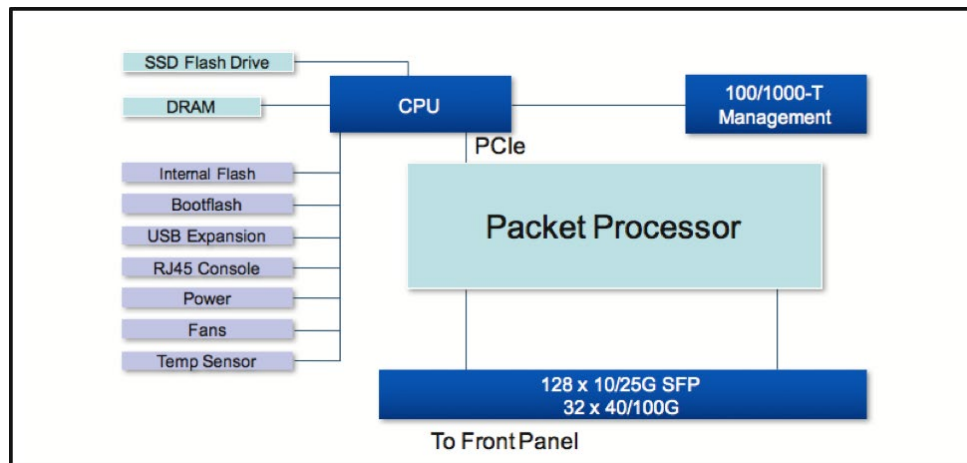 SSD Flash Drive
DRAM
CPU
100/1000-T
Management
PCIe
Internal Flash
Bootflash
USB Expansion
RJ45 Console
Power
Fans
Temp Sensor
Packet Processor
128 x 10/25G SFP
32 x 40/100G
To Front Panel